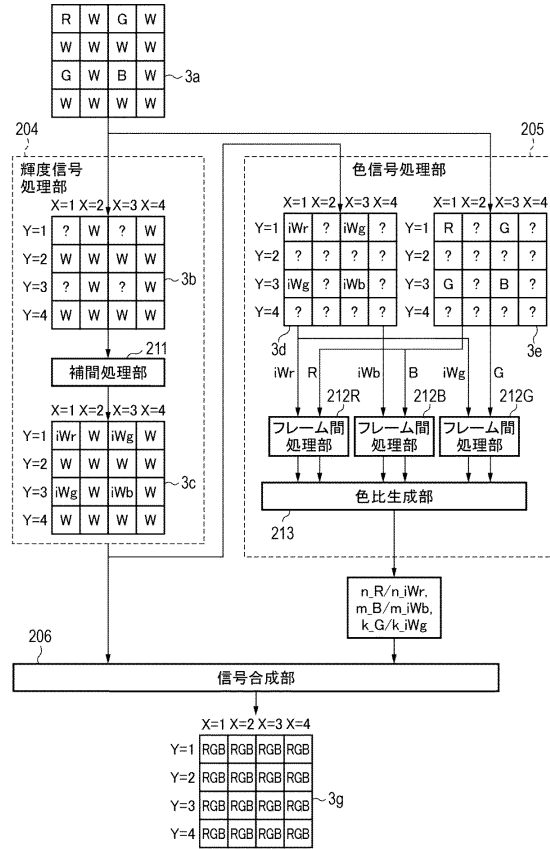 R W G W
W W W W
G W B W
W W W W
3a
204
205
輝度信号
処理部
色信号処理部
X=1 X=2 X=3 X=4
Y=1 ? W ? W
Y=2 W W W W
Y=3 ? W ? W
Y=4 W W W W
3b
X=1 X=2 X=3 X=4
Y=1 iWr ? iWg ?
Y=2 ? ? ? ?
Y=3 iWg ? iWb ?
Y=4 ? ? ? ?
3d
X=1 X=2 X=3 X=4
R ? G ?
? ? ? ?
G ? B ?
? ? ? ?
3e
211
補間処理部
iWr R iWb B iWg G
212R 212B 212G
フレーム間
処理部
フレーム間
処理部
フレーム間
処理部
X=1 X=2 X=3 X=4
Y=1 iWr W iWg W
Y=2 W W W W
Y=3 iWg W iWb W
Y=4 W W W W
3c
色比生成部
213
n_R/n_iWr,
m_B/m_iWb,
k_G/k_iWg
206
信号合成部
X=1 X=2 X=3 X=4
Y=1 RGB RGB RGB RGB
Y=2 RGB RGB RGB RGB
Y=3 RGB RGB RGB RGB
Y=4 RGB RGB RGB RGB
3g